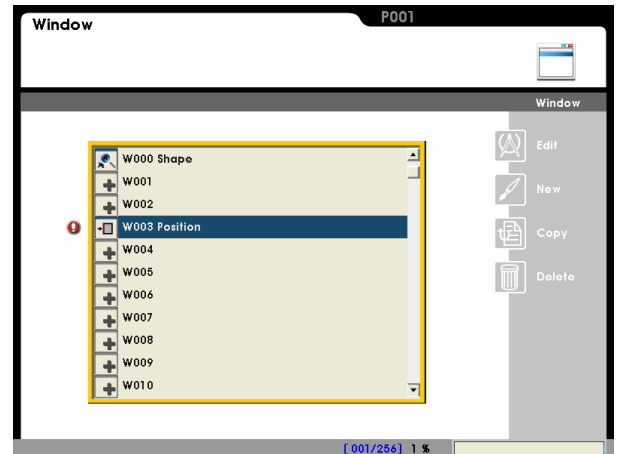 Window
P001
Window
W000 Shape
W001
W002
W003 Position
W004
W005
W006
W007
W008
W009
W010
Edit
New
Copy
Delete
[001/256] 1 %